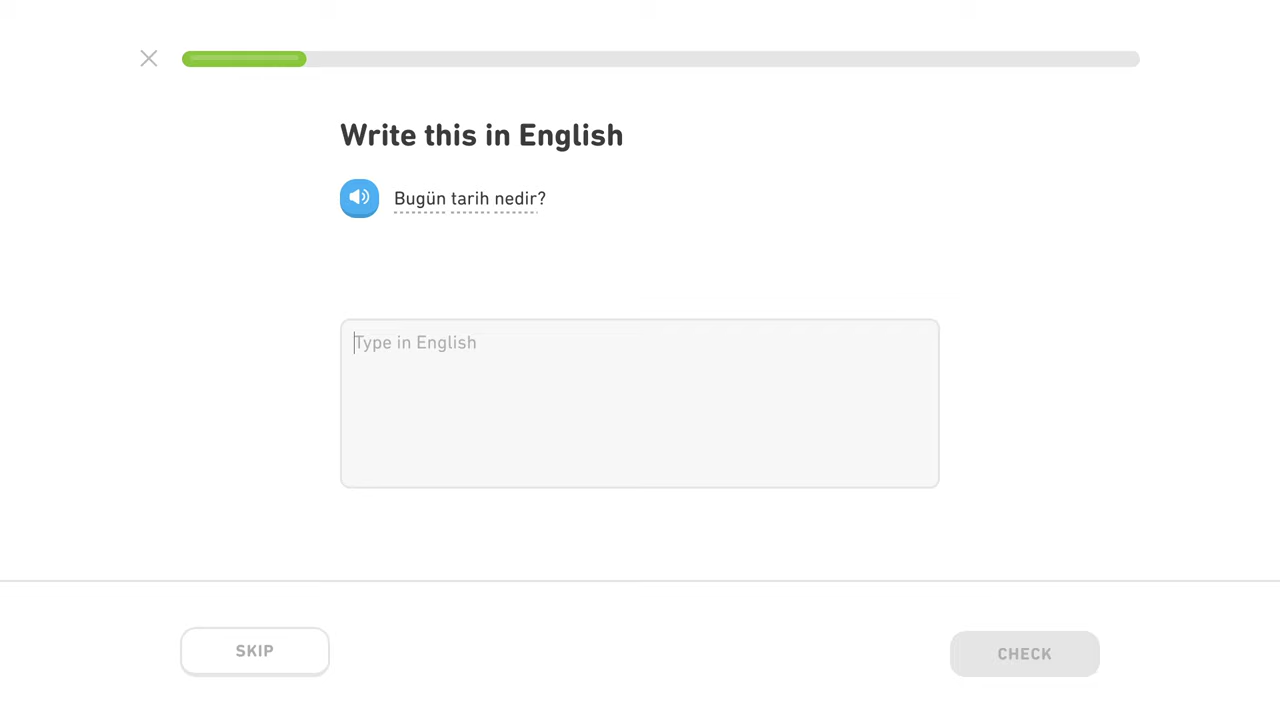 Write this in English
Bugün tarih nedir?
Type in English
SKIP
CHECK